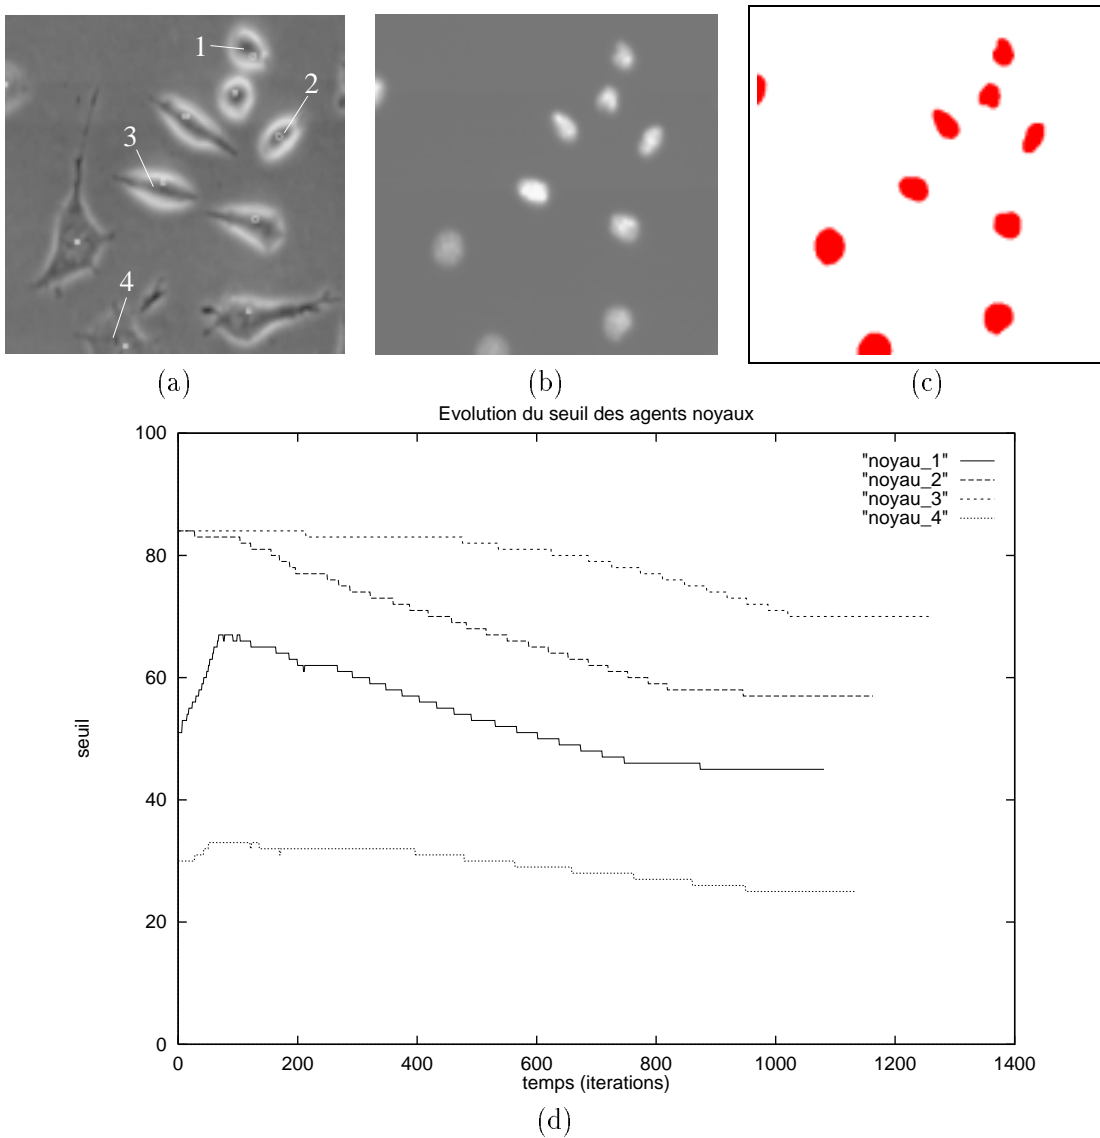 1
2
3
4
(a)
(b)
(c)
Evolution du seuil des agents noyaux
100
80
60
40
20
0
seuil
"noyau_1"
"noyau_2"
"noyau_3"
"noyau_4"
0 200 400 600 800 1000 1200 1400
temps (iterations)
(d)